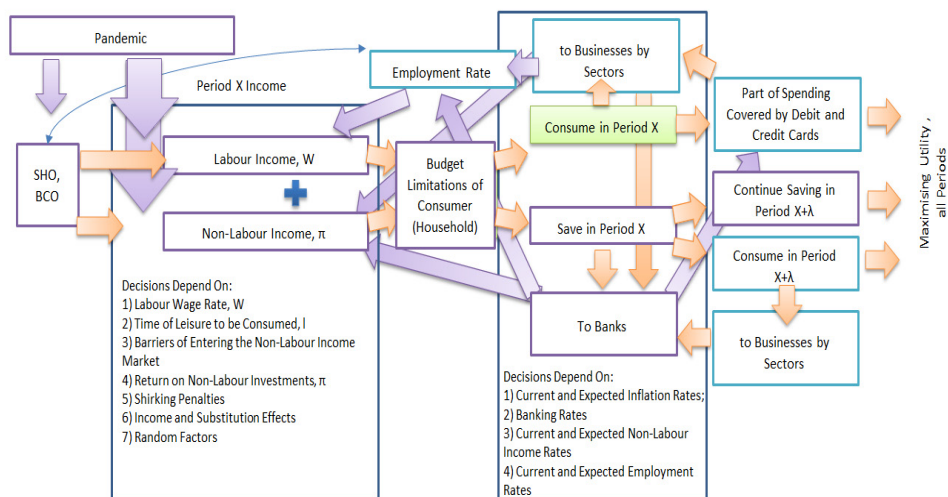 Pandemic
Period X Income
SHO,
BCO
Labour Income, W
Non-Labour Income, π
Decisions Depend On:
1) Labour Wage Rate, W
2) Time of Leisure to be Consumed, l
3) Barriers of Entering the Non-Labour Income
Market
4) Return on Non-Labour Investments, π
5) Shirking Penalties
6) Income and Substitution Effects
7) Random Factors
Employment Rate
Budget
Limitations of
Consumer
(Household)
to Businesses by
Sectors
Consume in Period X
Save in Period X
To Banks
Decisions Depend On:
1) Current and Expected Inflation Rates;
2) Banking Rates
3) Current and Expected Non-Labour
Income Rates
4) Current and Expected Employment
Rates
Part of Spending
Covered by Debit and
Credit Cards
Continue Saving in
Period X+λ
Consume in Period
X+λ
to Businesses by
Sectors
Maximising Utility ,
all Periods